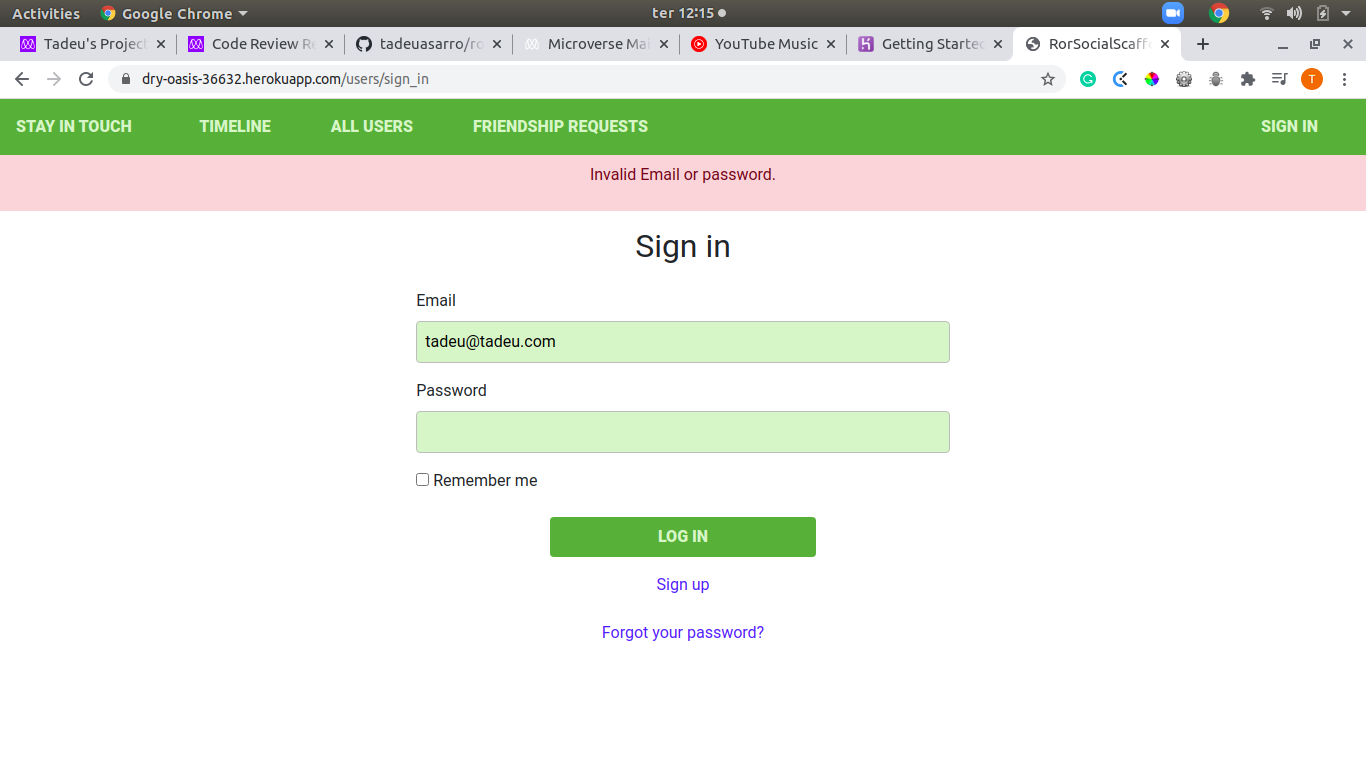 Activities Google Chrome ter 12:15
Tadeu's Project Code Review Re tadeuasarro/ro Microverse Mai YouTube Music Getting Started RorSocialScaff
dry-oasis-36632.herokuapp.com/users/sign_in T
STAY IN TOUCH TIMELINE ALL USERS FRIENDSHIP REQUESTS SIGN IN
Invalid Email or password.
Sign in
Email
tadeu@tadeu.com
Password
Remember me
LOG IN
Sign up
Forgot your password?